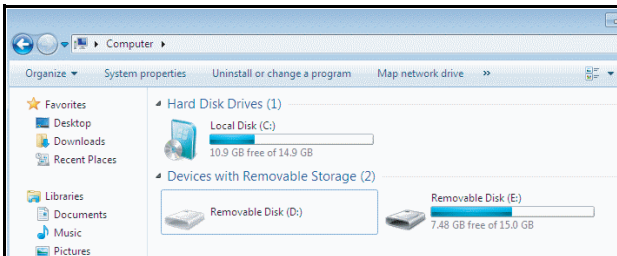 Computer
Organize System properties Uninstall or change a program Map network drive »
Favorites
Desktop
Downloads
Recent Places
Libraries
Documents
Music
Pictures
Hard Disk Drives (1)
Local Disk (C:)
10.9 GB free of 14.9 GB
Devices with Removable Storage (2)
Removable Disk (D:)
Removable Disk (E:)
7.48 GB free of 15.0 GB